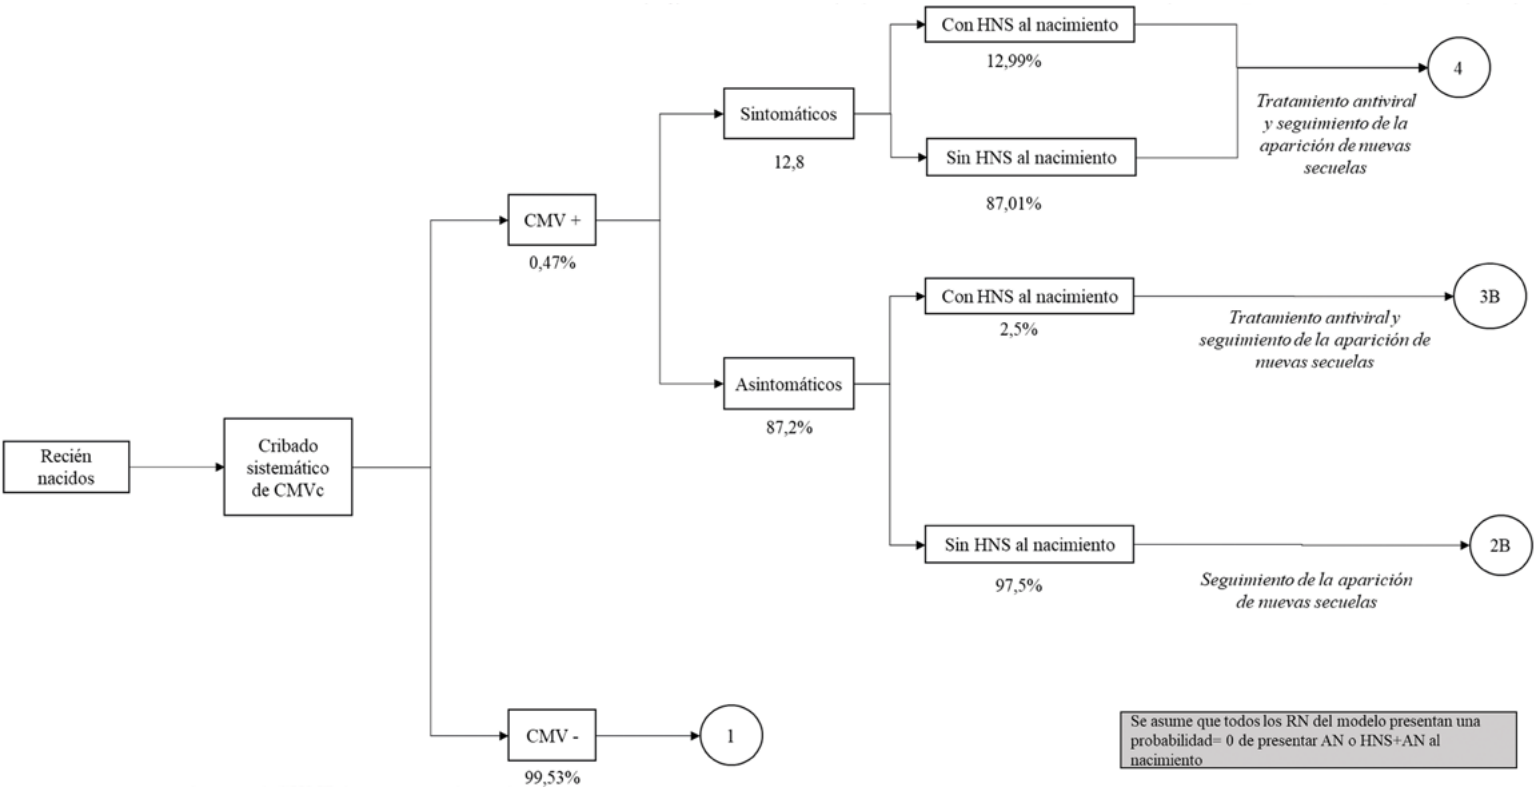 Con HNS al nacimiento
12,99%
4
Tratamiento antiviral
y seguimiento de la
aparición de nuevas
secuelas
Sintomáticos
12,8
Sin HNS al nacimiento
87,01%
CMV +
0,47%
Con HNS al nacimiento
2,5%
3B
Tratamiento antiviral y
seguimiento de la aparición de
nuevas secuelas
Asintomáticos
87,2%
Recién
nacidos
Cribado
sistemático
de CMVc
Sin HNS al nacimiento
97,5%
2B
Seguimiento de la aparición
de nuevas secuelas
CMV -
99,53%
1
Se asume que todos los RN del modelo presentan una
probabilidad= 0 de presentar AN o HNS+AN al
nacimiento